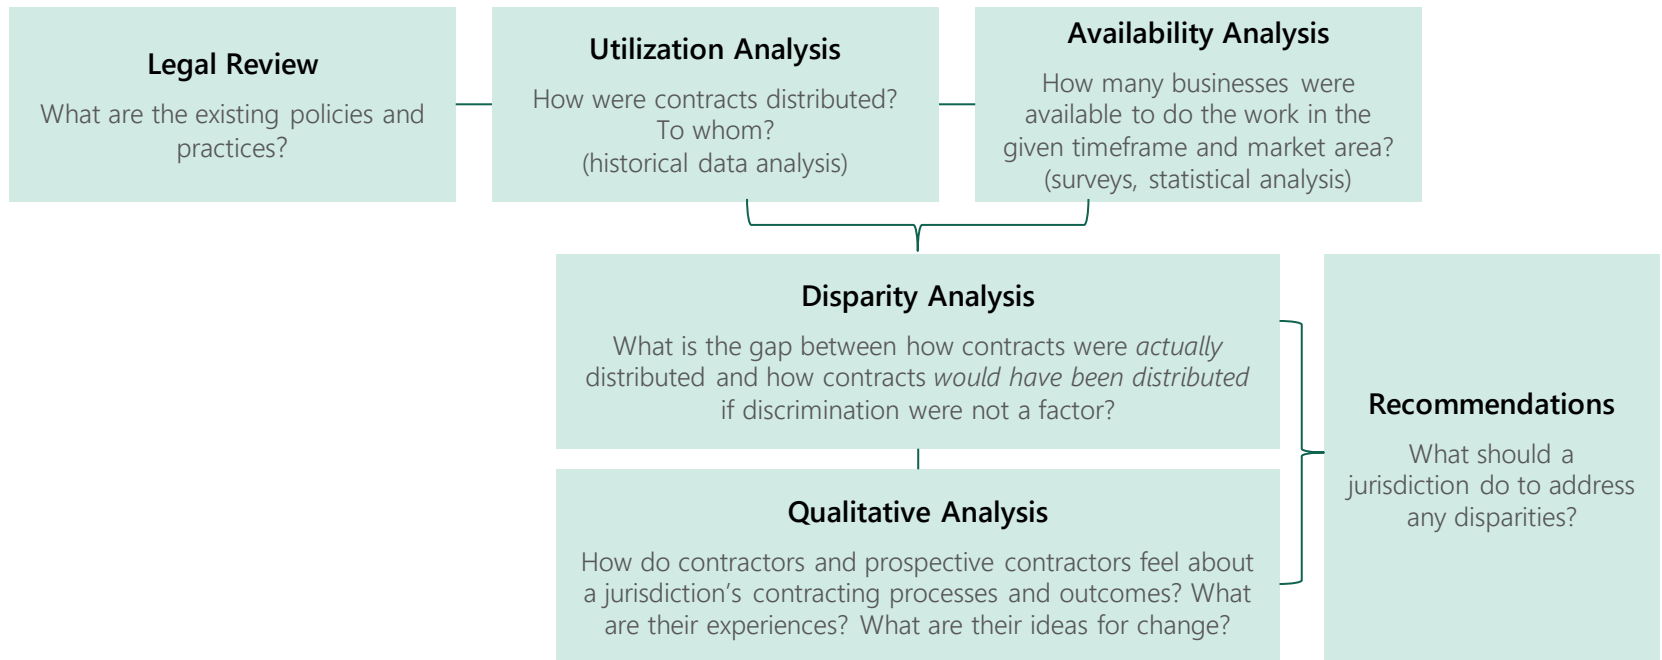 Legal Review
What are the existing policies and
practices?
Utilization Analysis
How were contracts distributed?
To whom?
(historical data analysis)
Availability Analysis
How many businesses were
available to do the work in the
given timeframe and market area?
(surveys, statistical analysis)
Disparity Analysis
What is the gap between how contracts were actually
distributed and how contracts would have been distributed
if discrimination were not a factor?
Qualitative Analysis
How do contractors and prospective contractors feel about
a jurisdiction’s contracting processes and outcomes? What
are their experiences? What are their ideas for change?
Recommendations
What should a
jurisdiction do to address
any disparities?